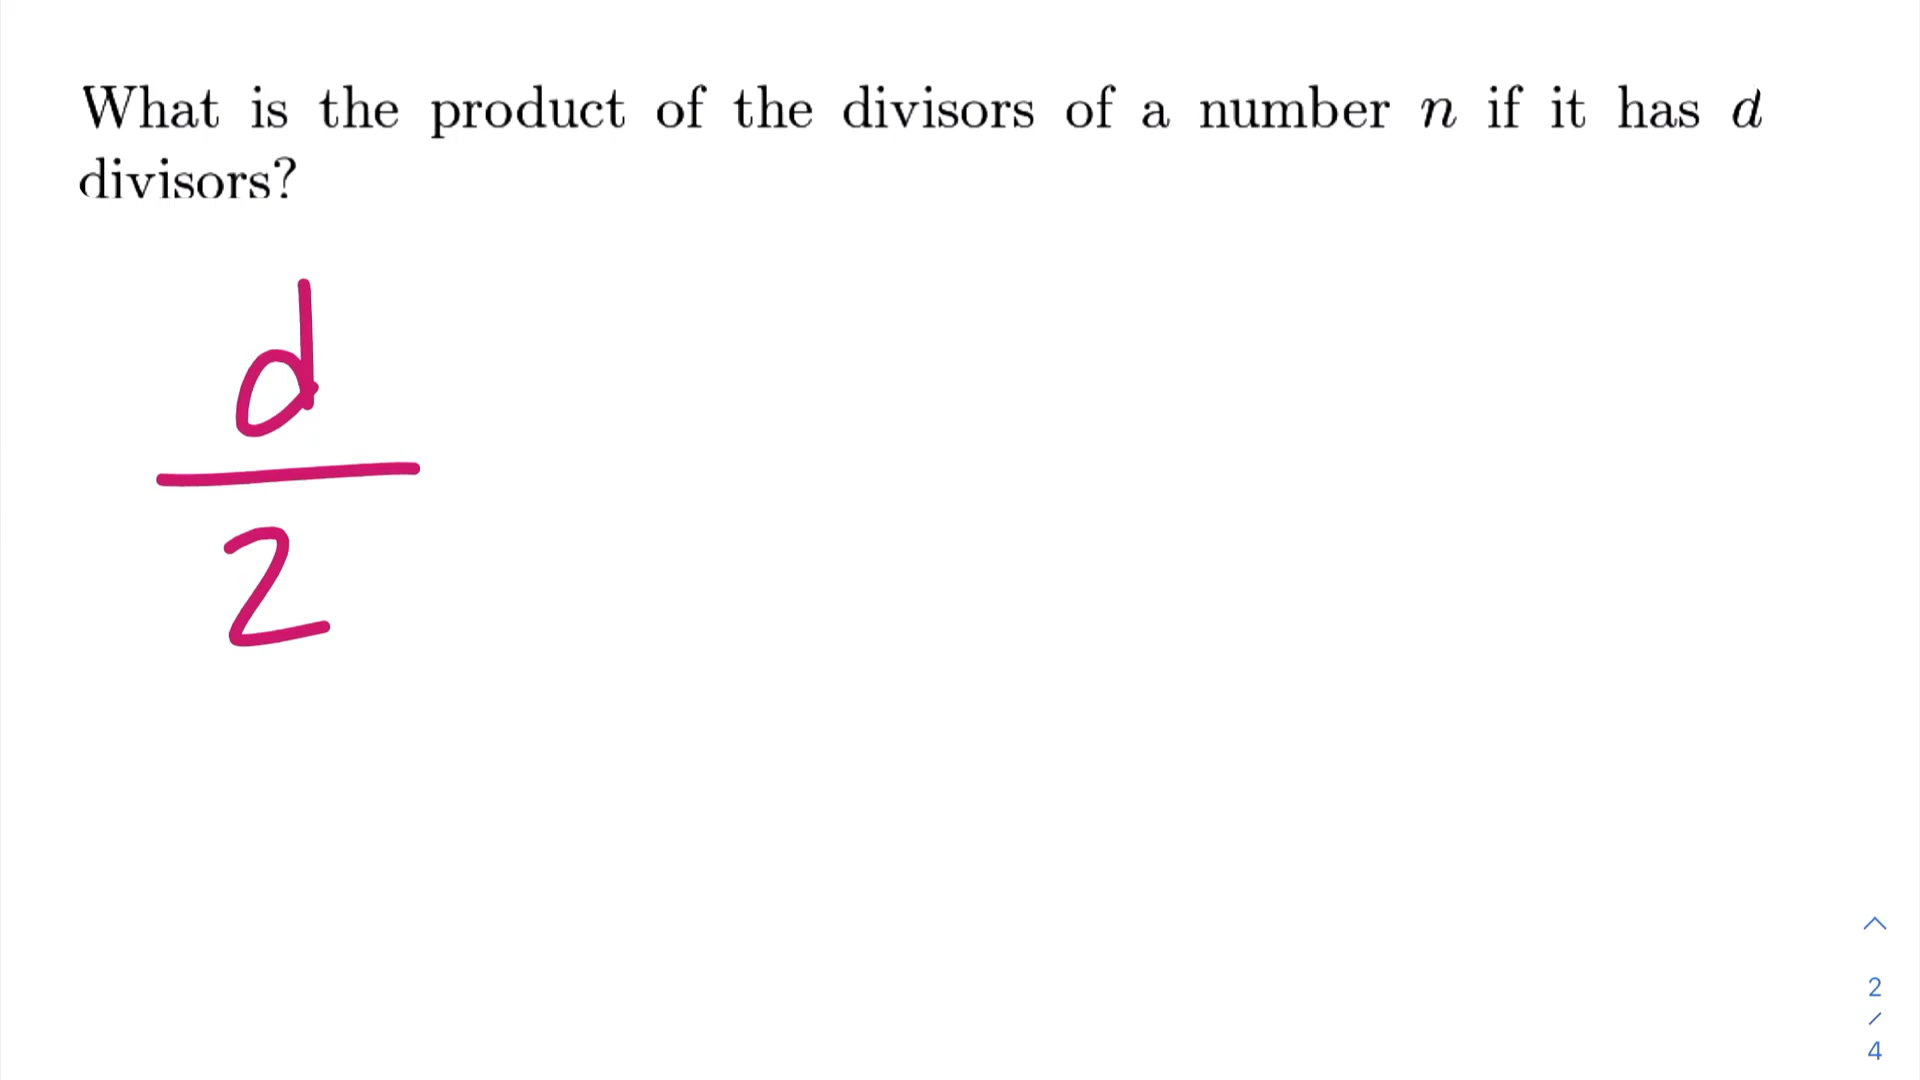 What is the product of the divisors of a number n if it has d
divisors?
d
2
2
/
4